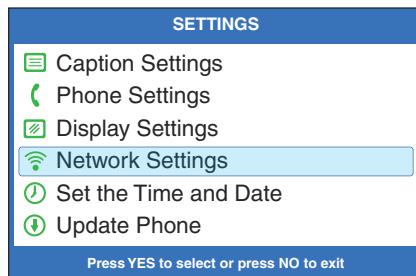 SETTINGS
Caption Settings
Phone Settings
Display Settings
Network Settings
Set the Time and Date
Update Phone
Press YES to select or press NO to exit